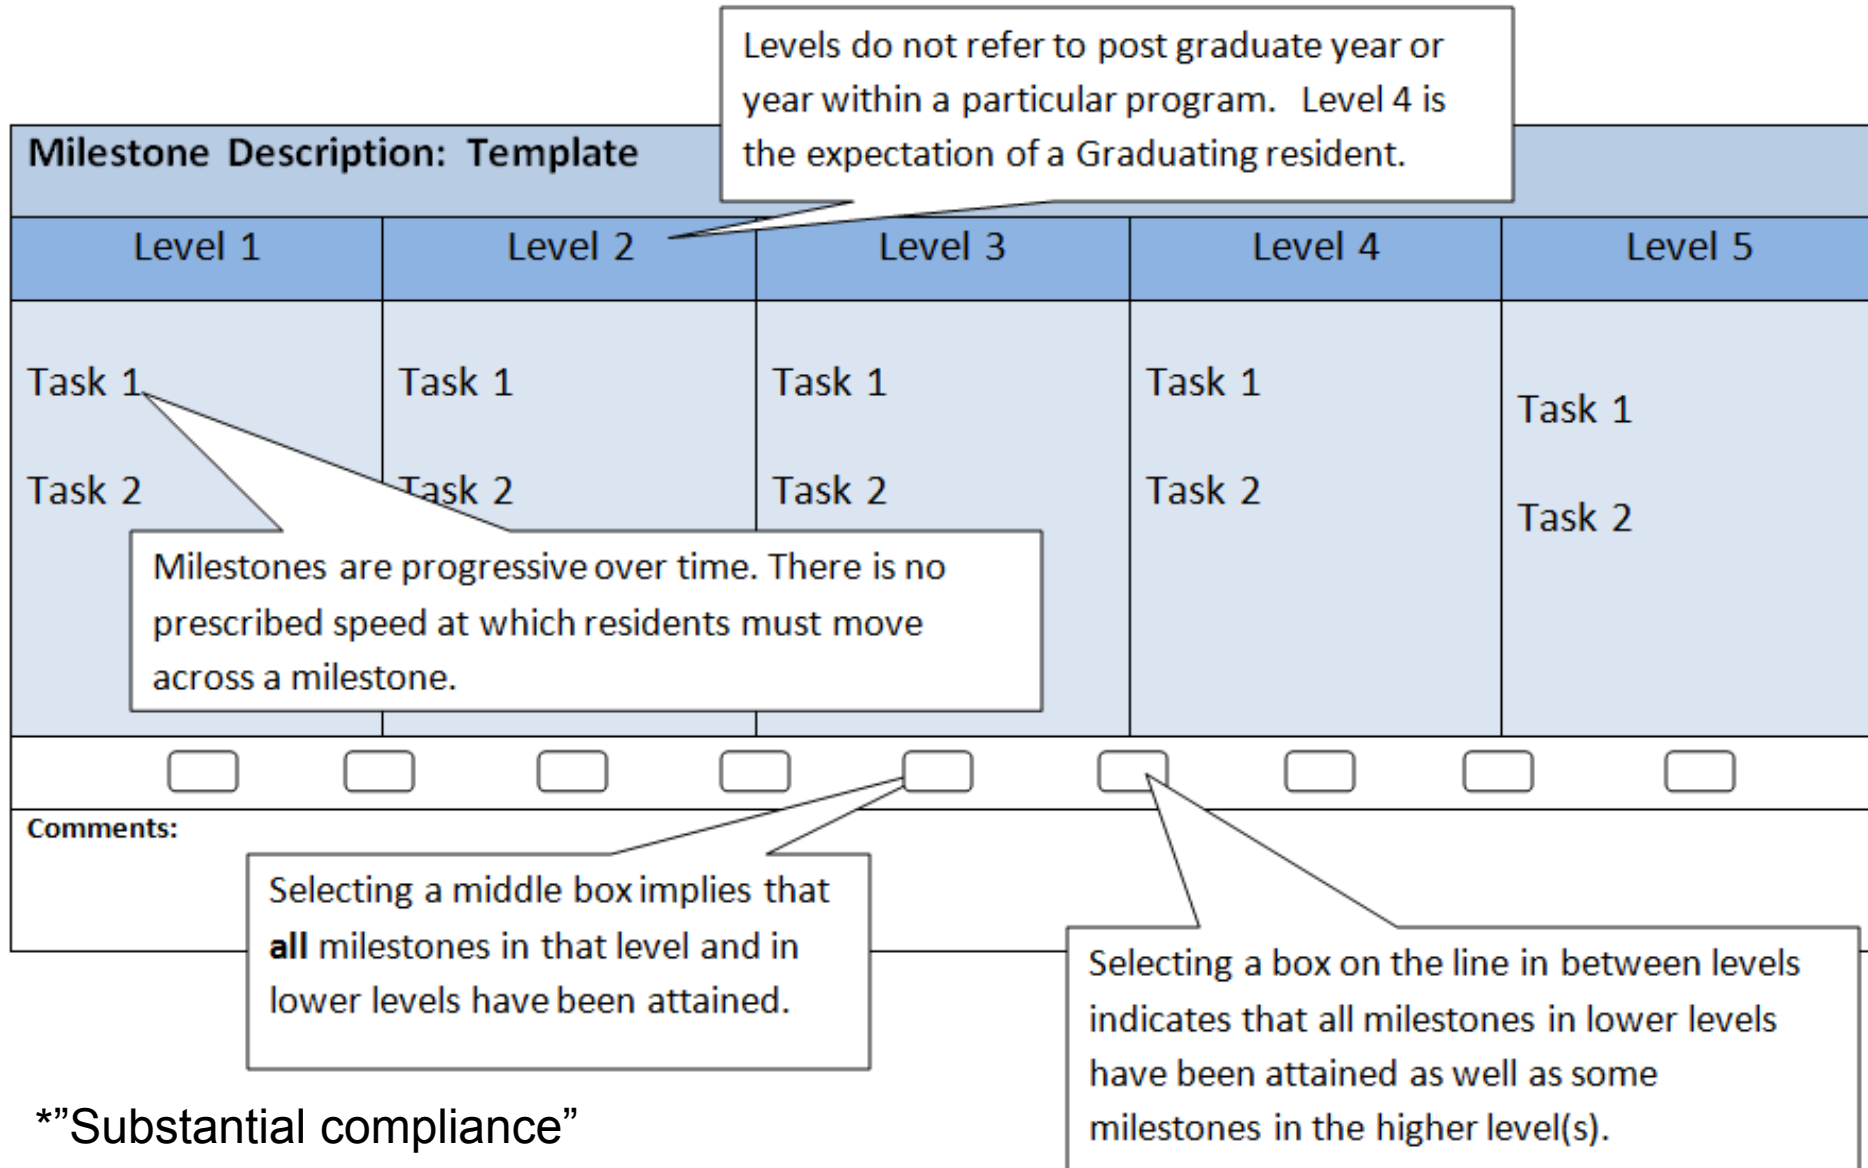 Levels do not refer to post graduate year or
year within a particular program.   Level 4 is
the expectation of a Graduating resident.
Milestone Description: Template
Level 1
Level 2
Level 3
Level 4
Level 5
Task 1
Task 1
Task 1
Task 1
Task 1
Task 2
Task 2
Task 2
Task 2
Task 2
Milestones are progressive over time. There is no
prescribed speed at which residents must move
across a milestone.
Comments:
Selecting a middle box implies that
all milestones in that level and in
lower levels have been attained.
Selecting a box on the line in between levels
indicates that all milestones in lower levels
have been attained as well as some
milestones in the higher level(s).
*”Substantial compliance”